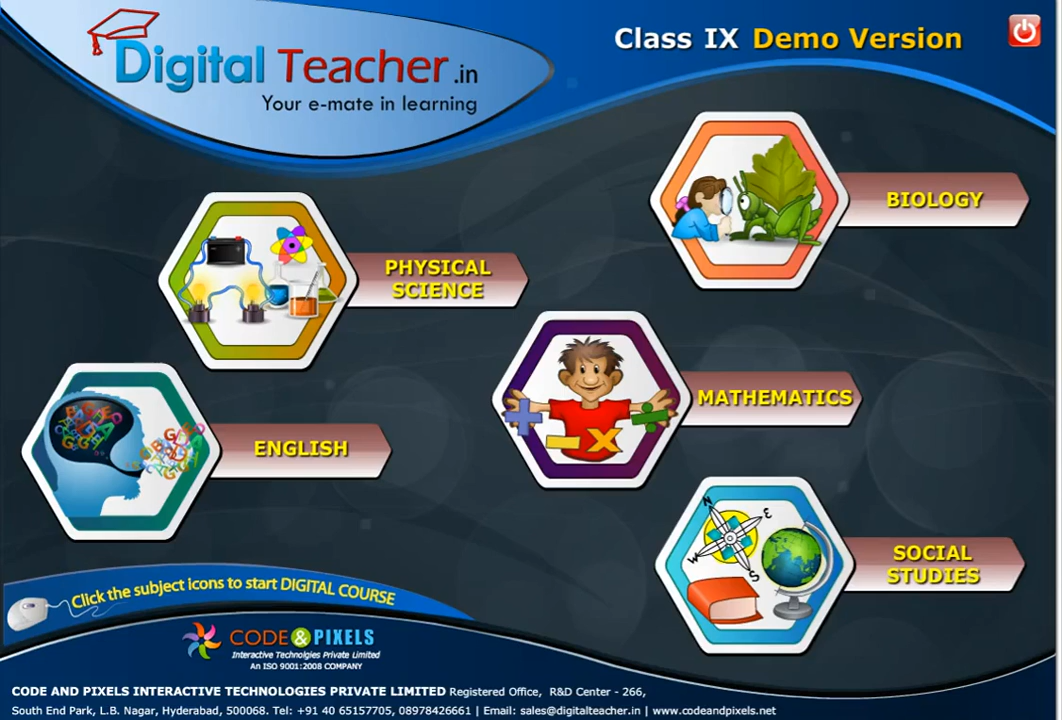 Digital Teacher.in
Your e-mate in learning
Class IX Demo Version
BIOLOGY
PHYSICAL
SCIENCE
MATHEMATICS
ENGLISH
N
E
W
S
SOCIAL
STUDIES
Click the subject icons to start DIGITAL COURSE
CODE & PIXELS
Interactive Technolgies Private Limited
An ISO 9001:2008 COMPANY
CODE AND PIXELS INTERACTIVE TECHNOLOGIES PRIVATE LIMITED Registered Office, R&D Center - 266,
South End Park, L.B. Nagar, Hyderabad, 500068. Tel: +91 40 65157705, 08978426661 | Email: sales@digitalteacher.in | www.codeandpixels.net